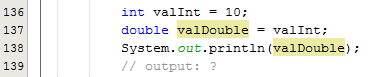 136 int valInt = 10;
137 double valDouble = valInt;
138 System.out.println(valDouble);
139 // output: ?